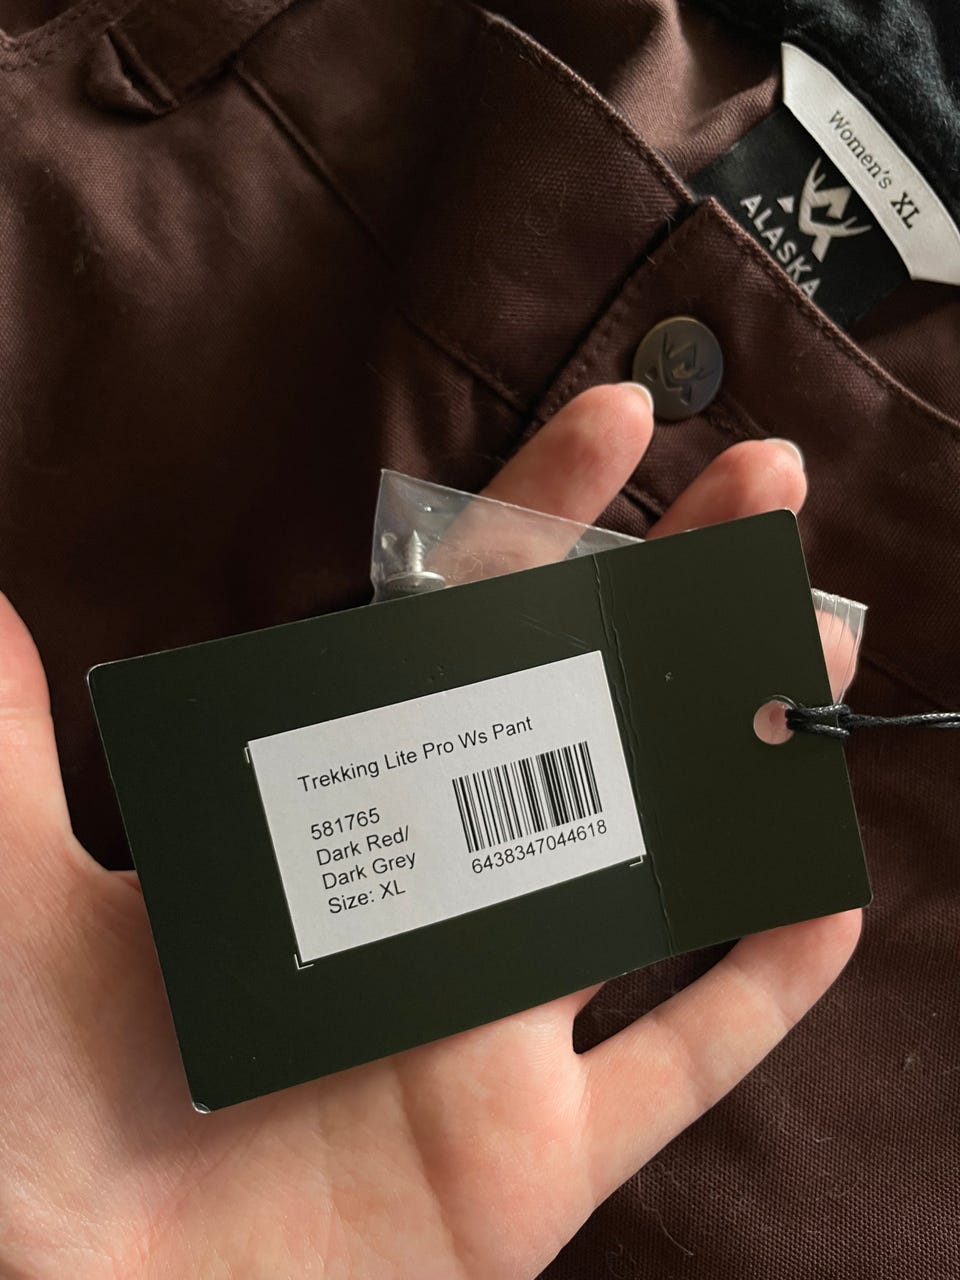 Women's XL
ALASKA
Trekking Lite Pro Ws Pant
581765
Dark Red/
Dark Grey
Size: XL
6438347044618